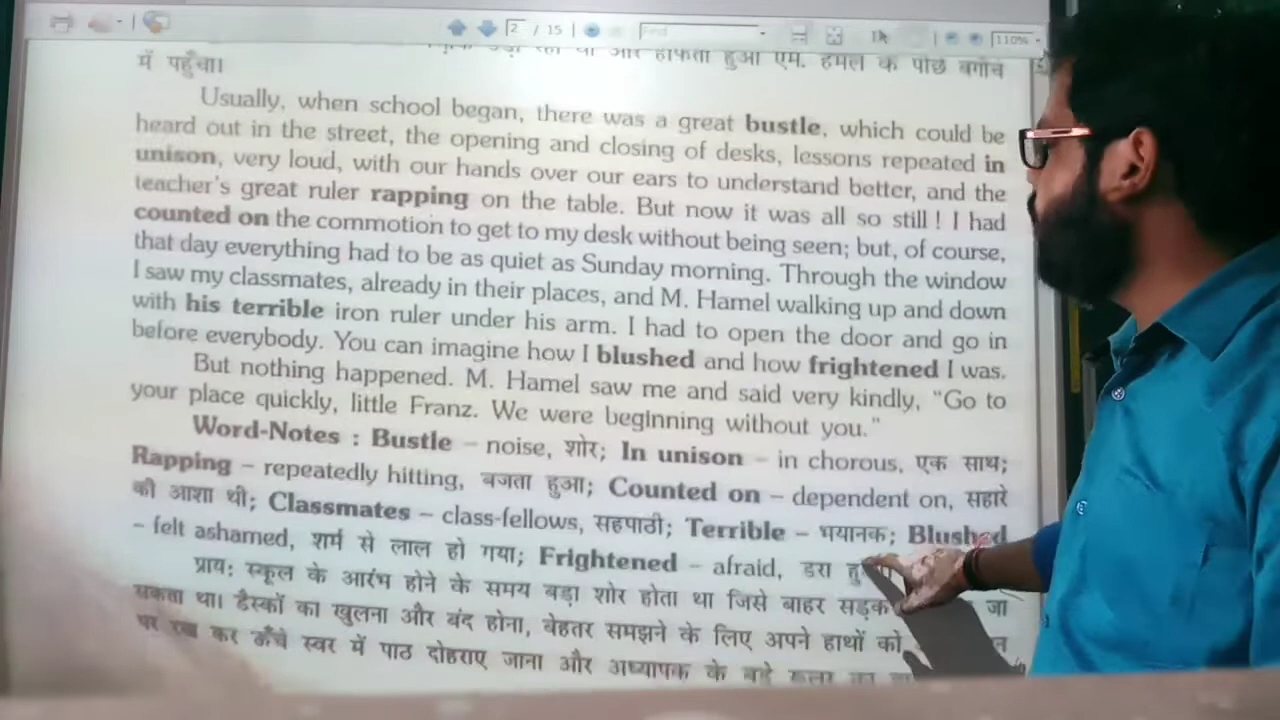 2 / 15 Find 110%
हाँफता हुआ एम. हैमल के पीछे बगीचे
में पहुँचा।
Usually, when school began, there was a great bustle, which could be
heard out in the street, the opening and closing of desks, lessons repeated in
unison, very loud, with our hands over our ears to understand better, and the
teacher's great ruler rapping on the table. But now it was all so still ! I had
counted on the commotion to get to my desk without being seen; but, of course,
that day everything had to be as quiet as Sunday morning. Through the window
I saw my classmates, already in their places, and M. Hamel walking up and down
with his terrible iron ruler under his arm. I had to open the door and go in
before everybody. You can imagine how I blushed and how frightened I was.
But nothing happened. M. Hamel saw me and said very kindly, "Go to
your place quickly, little Franz. We were beginning without you."
Word-Notes : Bustle – noise, शोर; In unison – in chorous, एक साथ;
Rapping – repeatedly hitting, बजता हुआ; Counted on – dependent on, सहारे
की आशा थी; Classmates – class-fellows, सहपाठी; Terrible – भयानक; Blushed
– felt ashamed, शर्म से लाल हो गया; Frightened – afraid, डरा
प्राय: स्कूल के आरंभ होने के समय बड़ा शोर होता था जिसे बाहर सड़क जा
सकता था। डैस्कों का खुलना और बंद होना, बेहतर समझने के लिए अपने हाथों को
पर रख कर ऊँचे स्वर में पाठ दोहराए जाना और अध्यापक के बड़े रूलर का